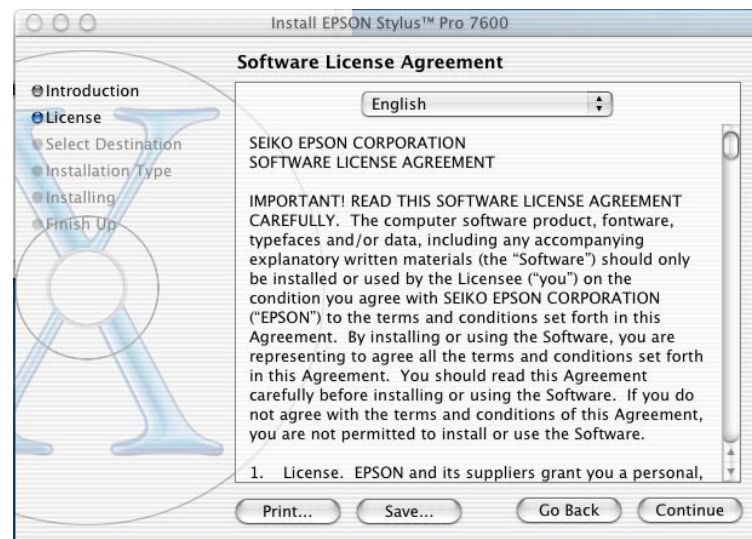 Install EPSON Stylus™ Pro 7600
Software License Agreement
Introduction
License
Select Destination
Installation Type
Installing
Finish Up
English
SEIKO EPSON CORPORATION
SOFTWARE LICENSE AGREEMENT
IMPORTANT! READ THIS SOFTWARE LICENSE AGREEMENT
CAREFULLY. The computer software product, fontware,
typefaces and/or data, including any accompanying
explanatory written materials (the “Software”) should only
be installed or used by the Licensee (“you”) on the
condition you agree with SEIKO EPSON CORPORATION
(“EPSON”) to the terms and conditions set forth in this
Agreement. By installing or using the Software, you are
representing to agree all the terms and conditions set forth
in this Agreement. You should read this Agreement
carefully before installing or using the Software. If you do
not agree with the terms and conditions of this Agreement,
you are not permitted to install or use the Software.
1. License. EPSON and its suppliers grant you a personal,
Print... Save... Go Back Continue